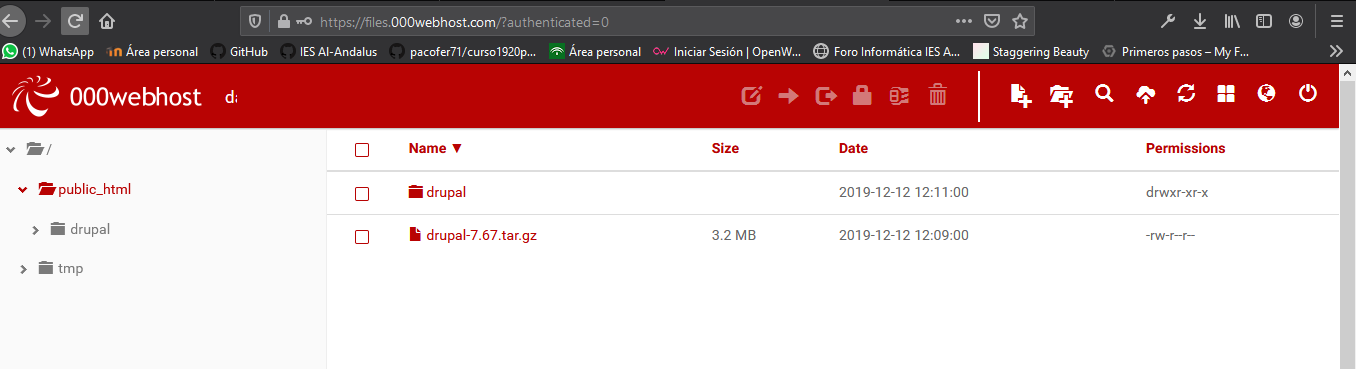 https://files.000webhost.com/?authenticated=0
(1) WhatsApp Área personal GitHub IES Al-Andalus pacofer71/curso1920p... Área personal Iniciar Sesión | OpenW... Foro Informática IES A... Staggering Beauty Primeros pasos – My F...
000webhost
/
Name ▼ Size Date Permissions
public_html
drupal 2019-12-12 12:11:00 drwxr-xr-x
drupal
drupal-7.67.tar.gz 3.2 MB 2019-12-12 12:09:00 -rw-r--r--
tmp